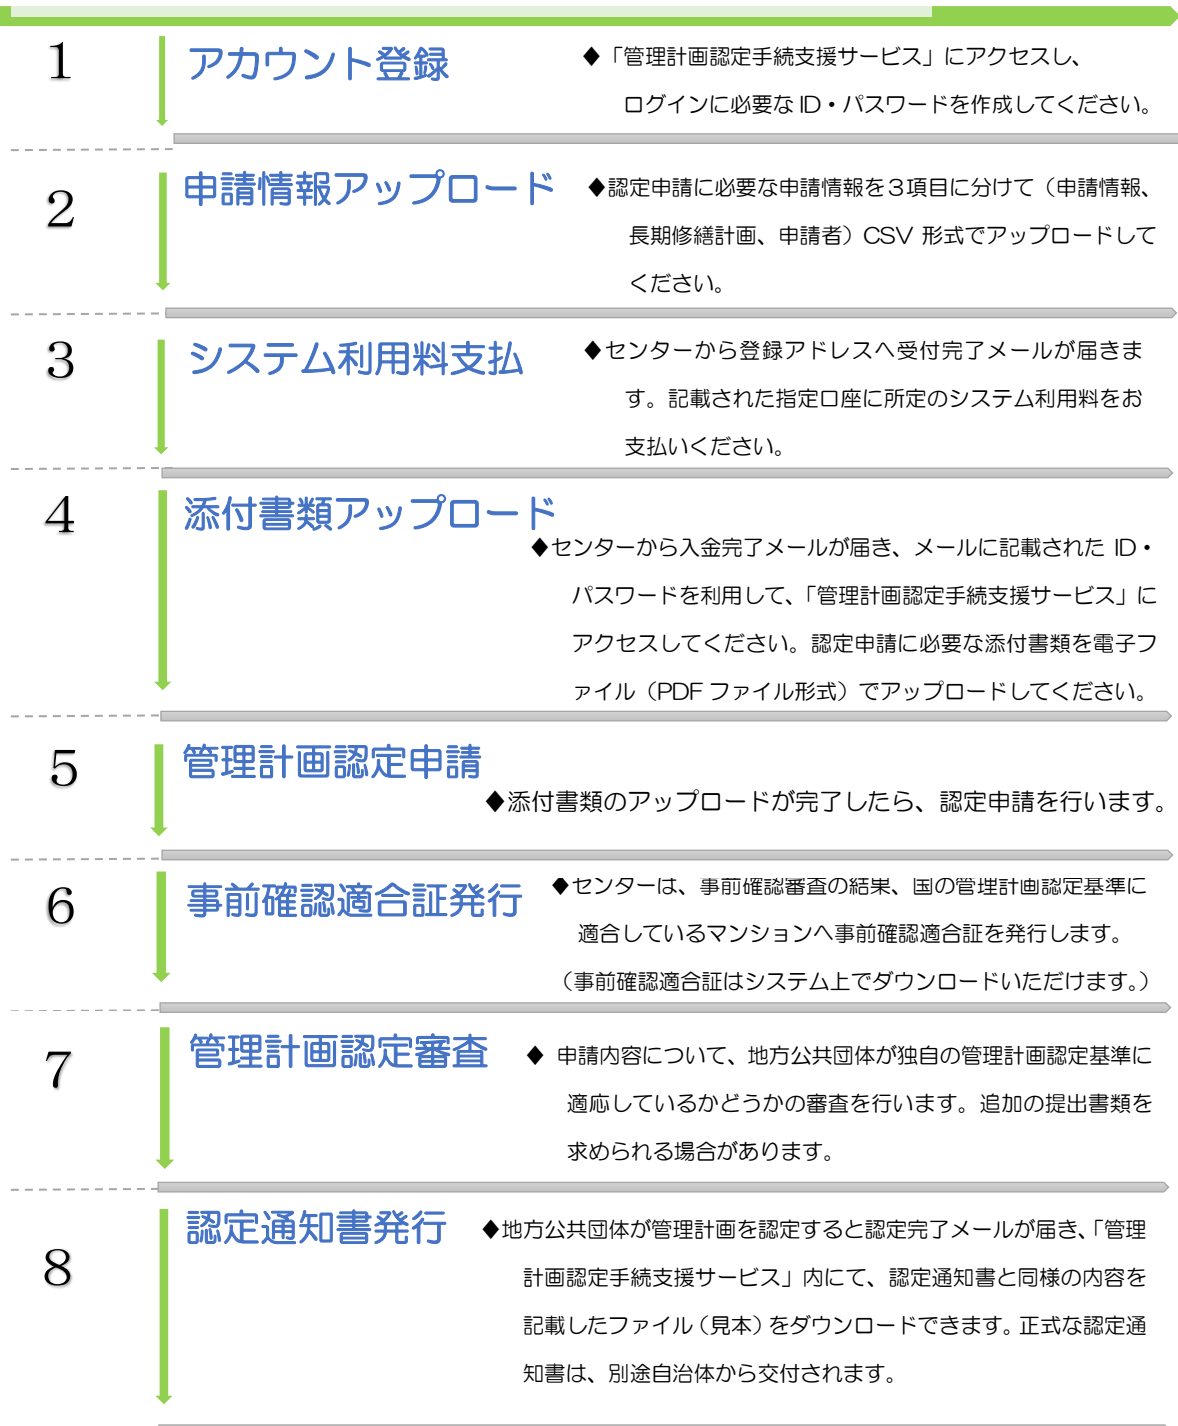 1
アカウント登録
◆「管理計画認定手続支援サービス」にアクセスし、
ログインに必要な ID・パスワードを作成してください。
2
申請情報アップロード
◆認定申請に必要な申請情報を３項目に分けて（申請情報、
長期修繕計画、申請者）CSV 形式でアップロードして
ください。
3
システム利用料支払
◆センターから登録アドレスへ受付完了メールが届きま
す。記載された指定口座に所定のシステム利用料をお
支払いください。
4
添付書類アップロード
◆センターから入金完了メールが届き、メールに記載された ID・
パスワードを利用して、「管理計画認定手続支援サービス」に
アクセスしてください。認定申請に必要な添付書類を電子フ
ァイル（PDF ファイル形式）でアップロードしてください。
5
管理計画認定申請
◆添付書類のアップロードが完了したら、認定申請を行います。
6
事前確認適合証発行
◆センターは、事前確認審査の結果、国の管理計画認定基準に
適合しているマンションへ事前確認適合証を発行します。
（事前確認適合証はシステム上でダウンロードいただけます。）
7
管理計画認定審査
◆ 申請内容について、地方公共団体が独自の管理計画認定基準に
適応しているかどうかの審査を行います。追加の提出書類を
求められる場合があります。
8
認定通知書発行
◆地方公共団体が管理計画を認定すると認定完了メールが届き、「管理
計画認定手続支援サービス」内にて、認定通知書と同様の内容を
記載したファイル（見本）をダウンロードできます。正式な認定通
知書は、別途自治体から交付されます。